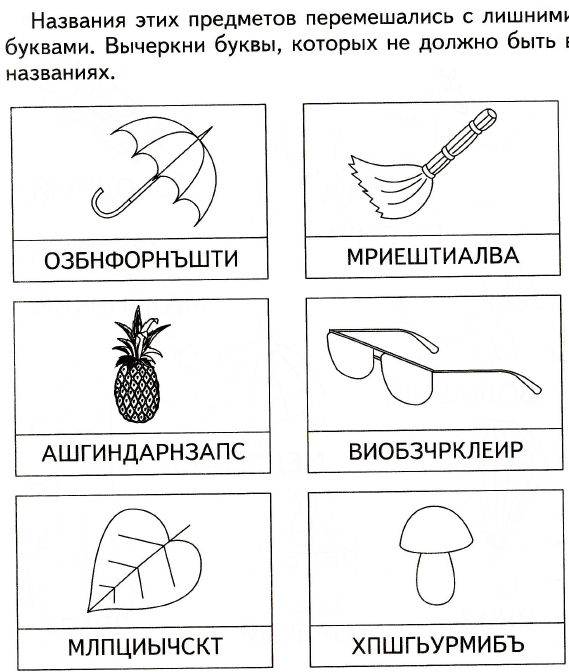 Названия этих предметов перемешались с лишними
буквами. Вычеркни буквы, которых не должно быть в
названиях.
ОЗБНФОРНЪШТИ
МРИЕШТИАЛВА
АШГИНДАРНЗАПС
ВИОБЗЧРКЛЕИР
МЛПЦИЫЧСКТ
ХПШГЬУРМИБЪ